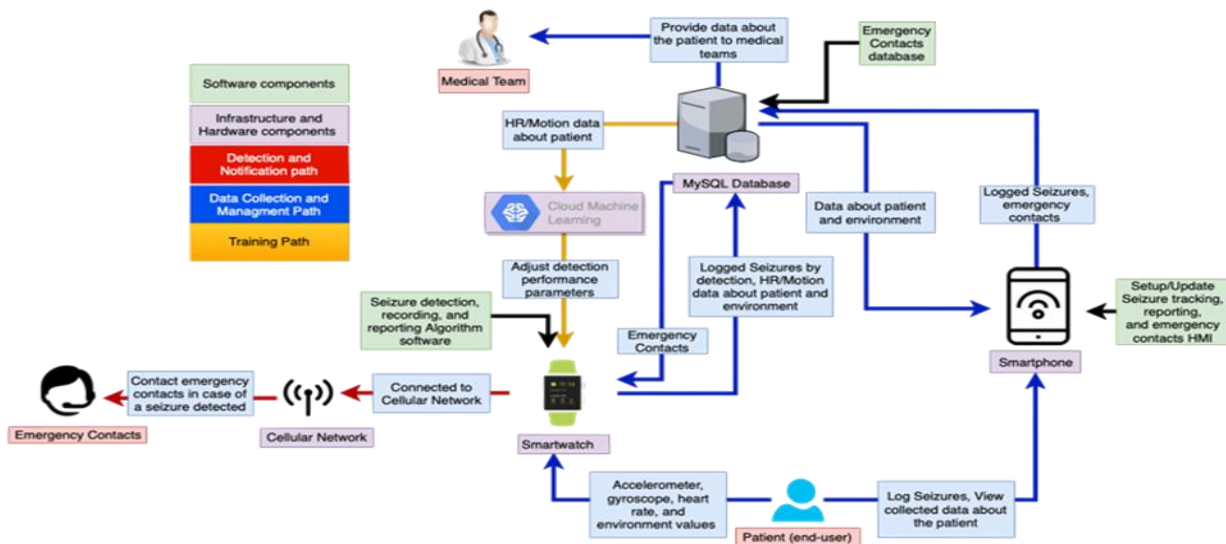 Provide data about
the patient to medical
teams
Emergency
Contacts
database
Medical Team
Software components
Infrastructure and
Hardware components
Detection and
Notification path
Data Collection and
Managment Path
Training Path
HR/Motion data
about patient
MySQL Database
Cloud Machine
Learning
Data about patient
and environment
Logged Seizures,
emergency
contacts
Adjust detection
performance
parameters
Logged Seizures by
detection, HR/Motion
data about patient and
environment
Seizure detection,
recording, and
reporting Algorithm
software
Emergency
Contacts
Setup/Update
Seizure tracking,
reporting,
and emergency
contacts HMI
Smartphone
Contact emergency
contacts in case of
a seizure detected
Connected to
Cellular Network
Emergency Contacts
Cellular Network
Smartwatch
Accelerometer,
gyroscope, heart
rate, and
environment values
Log Seizures, View
collected data about
the patient
Patient (end-user)